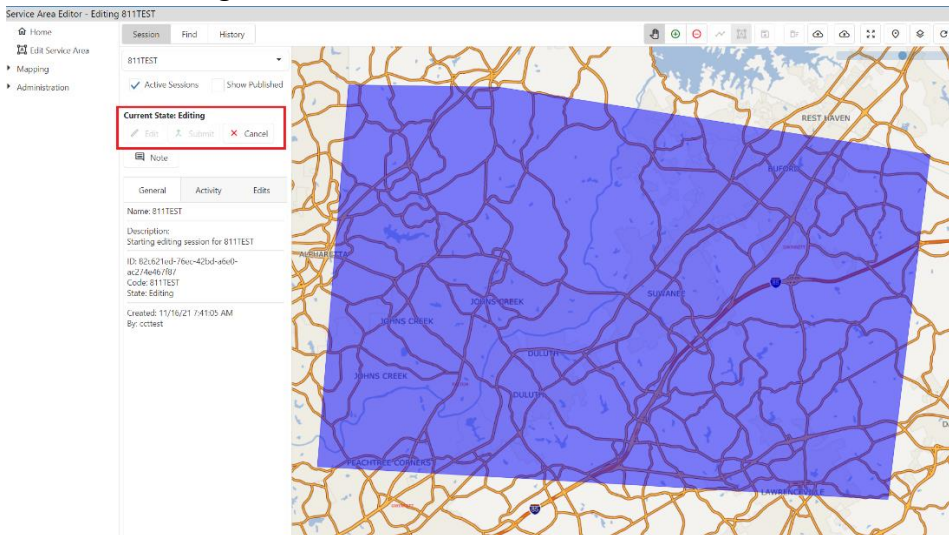 Service Area Editor - Editing 811TEST
Home
Edit Service Area
Mapping
Administration
Session Find History
811TEST
Active Sessions Show Published
Current State: Editing
Edit Submit Cancel
Note
General Activity Edits
Name: 811TEST
Description:
Starting editing session for 811TEST
ID: 82c621ed-76ec-42bd-a6e0-
ac274e467f87
Code: 811TEST
State: Editing
Created: 11/16/21 7:41:05 AM
By: ccttest
REST HAVEN
BUFORD
ALPHARETTA
SUWANEE
JOHNS CREEK
JOHNS CREEK
DULUTH
JOHNS CREEK
DULUTH
PEACHTREE CORNERS
LAWRENCEVILLE